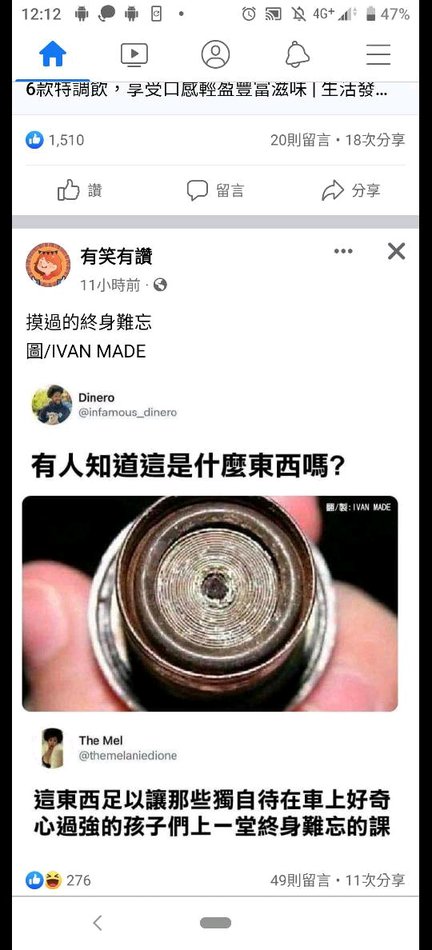 12:12
4G+
47%
6款特調飲，享受口感輕盈豐富滋味 | 生活發...
1,510
20則留言・18次分享
讚
留言
分享
有笑有讚
11小時前・
摸過的終身難忘
圖/IVAN MADE
Dinero
@infamous_dinero
有人知道這是什麼東西嗎?
翻/製:IVAN MADE
The Mel
@themelaniedione
這東西足以讓那些獨自待在車上好奇
心過強的孩子們上一堂終身難忘的課
276
49則留言・11次分享